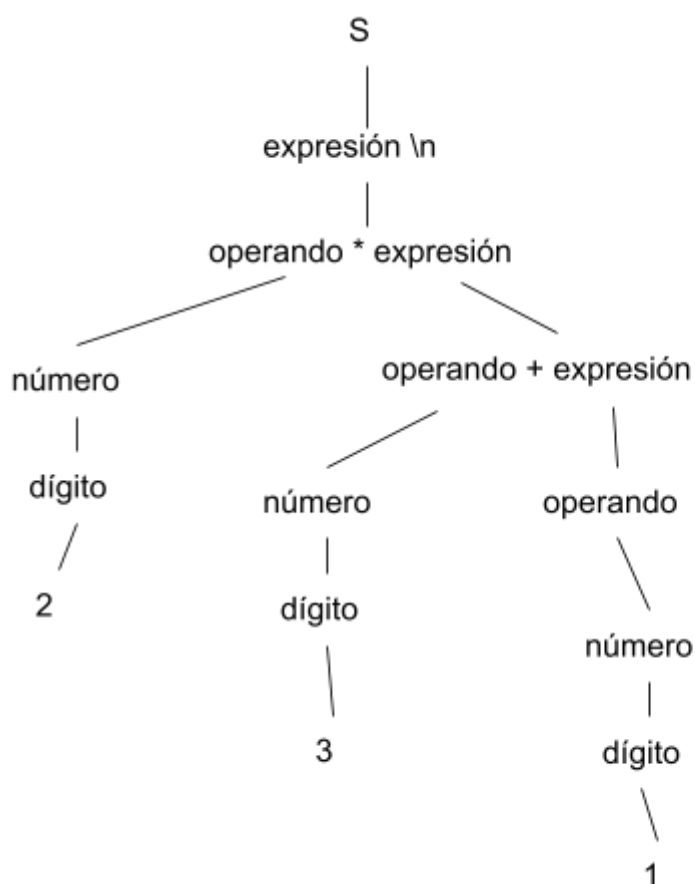 S
expresión \n
operando * expresión
número
operando + expresión
dígito
número
operando
2
dígito
número
3
dígito
1